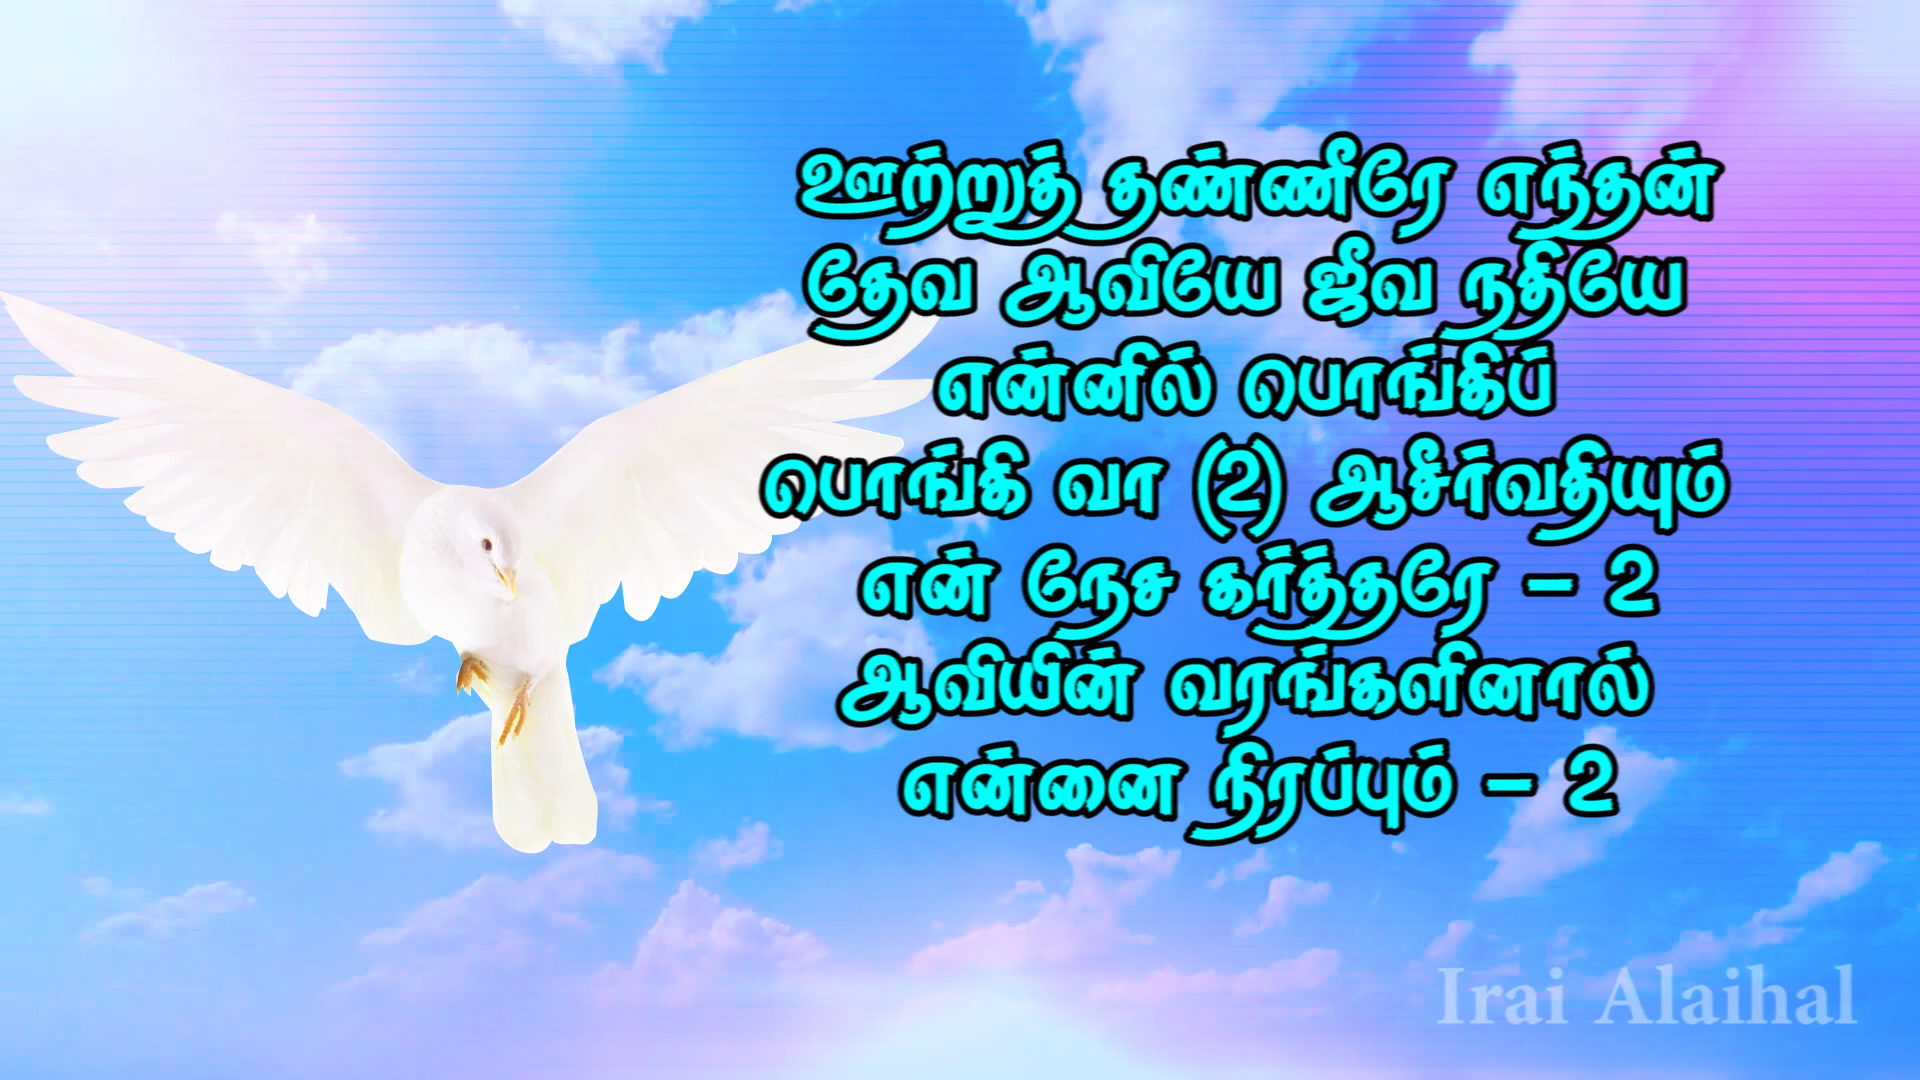 ஊற்றுத் தண்ணீரே எந்தன்
தேவ ஆவியே ஜீவ நதியே
என்னில் பொங்கிப்
பொங்கி வா (2) ஆசீர்வதியும்
என் நேச கர்த்தரே – 2
ஆவியின் வரங்களினால்
என்னை நிரப்பும் – 2
Irai Alaihal